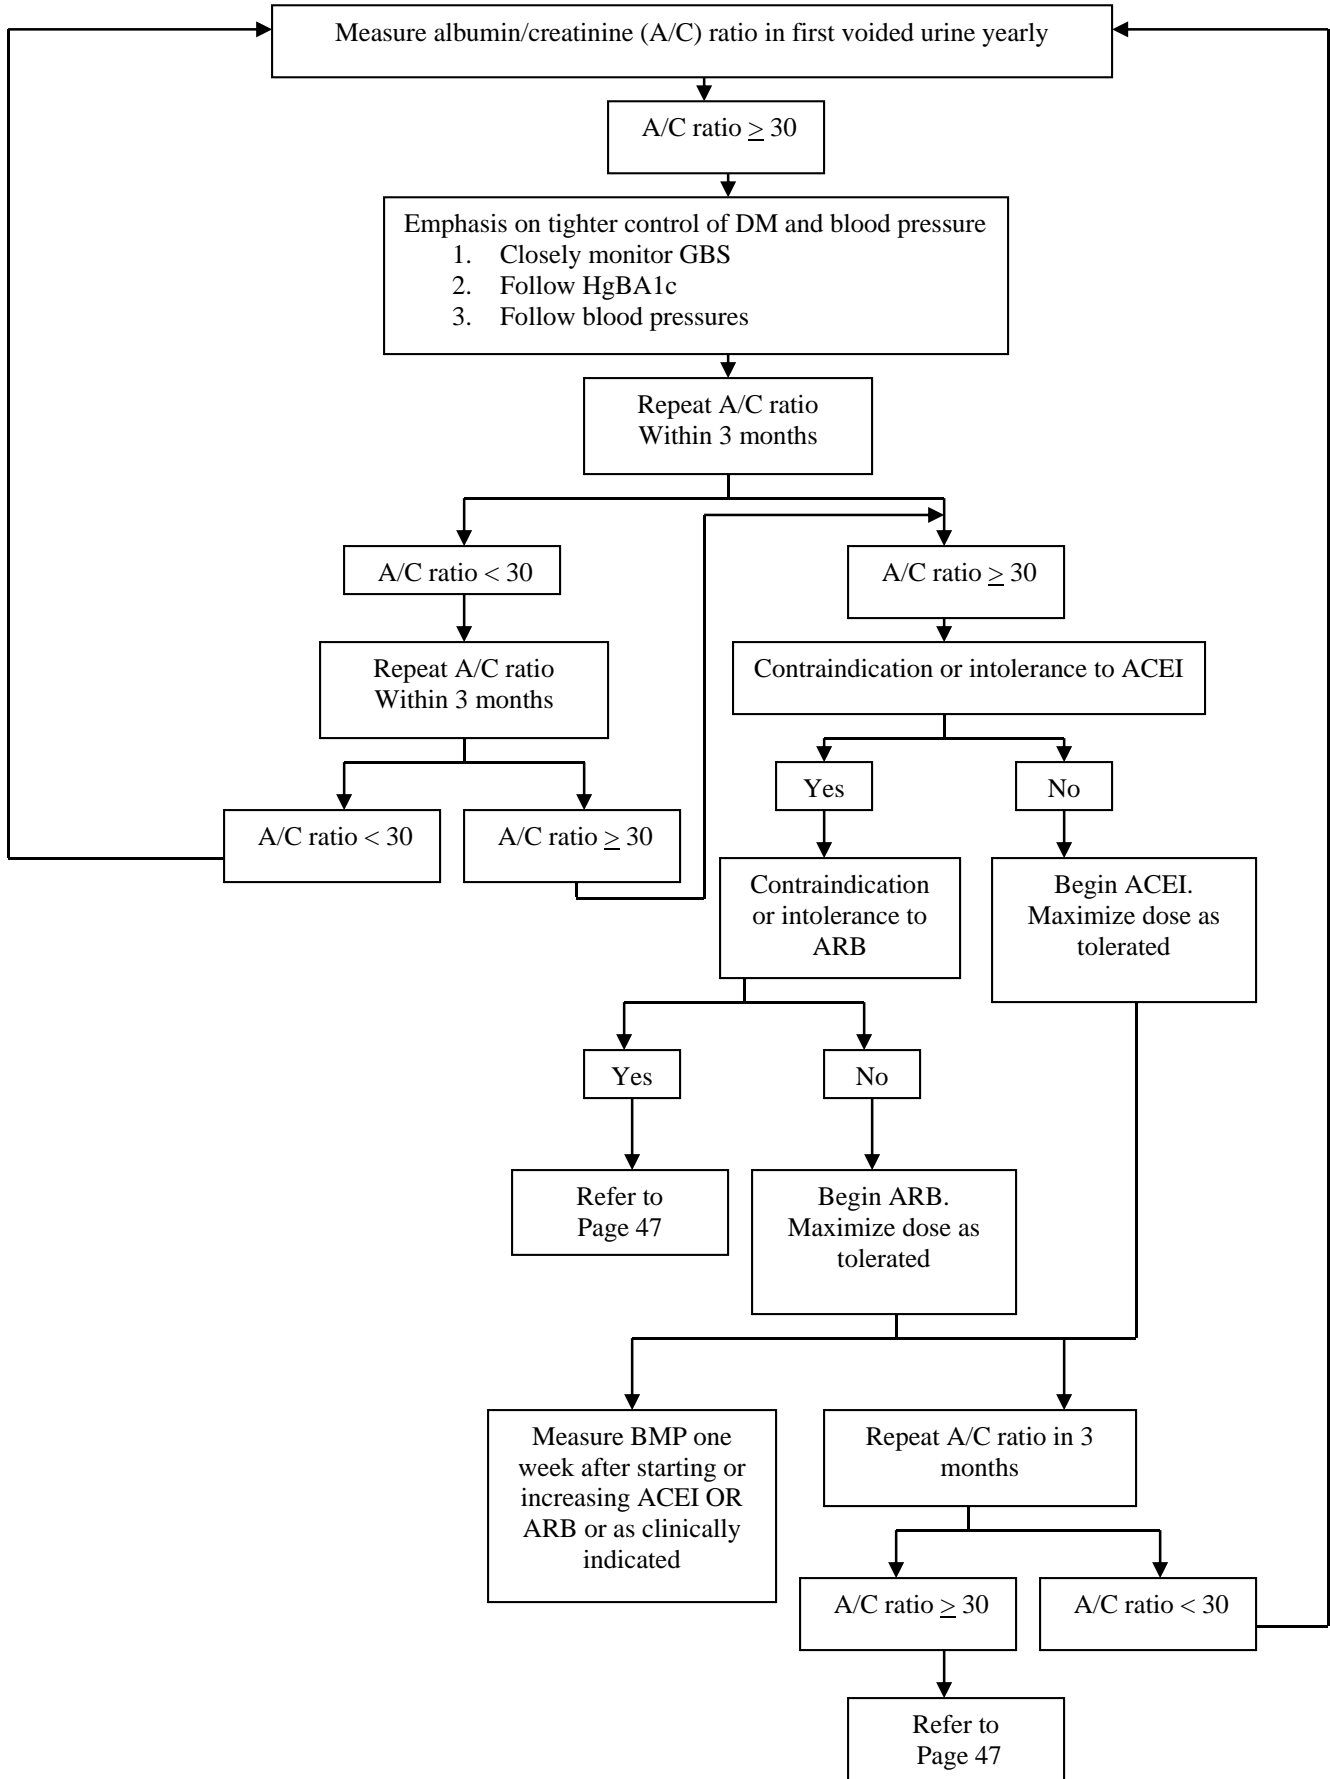 Measure albumin/creatinine (A/C) ratio in first voided urine yearly
A/C ratio ≥ 30
Emphasis on tighter control of DM and blood pressure
1. Closely monitor GBS
2. Follow HgBA1c
3. Follow blood pressures
Repeat A/C ratio
Within 3 months
A/C ratio < 30
A/C ratio ≥ 30
Repeat A/C ratio
Within 3 months
Contraindication or intolerance to ACEI
Yes
No
A/C ratio < 30
A/C ratio ≥ 30
Contraindication
or intolerance to
ARB
Begin ACEI.
Maximize dose as
tolerated
Yes
No
Refer to
Page 47
Begin ARB.
Maximize dose as
tolerated
Measure BMP one
week after starting or
increasing ACEI OR
ARB or as clinically
indicated
Repeat A/C ratio in 3
months
A/C ratio ≥ 30
A/C ratio < 30
Refer to
Page 47